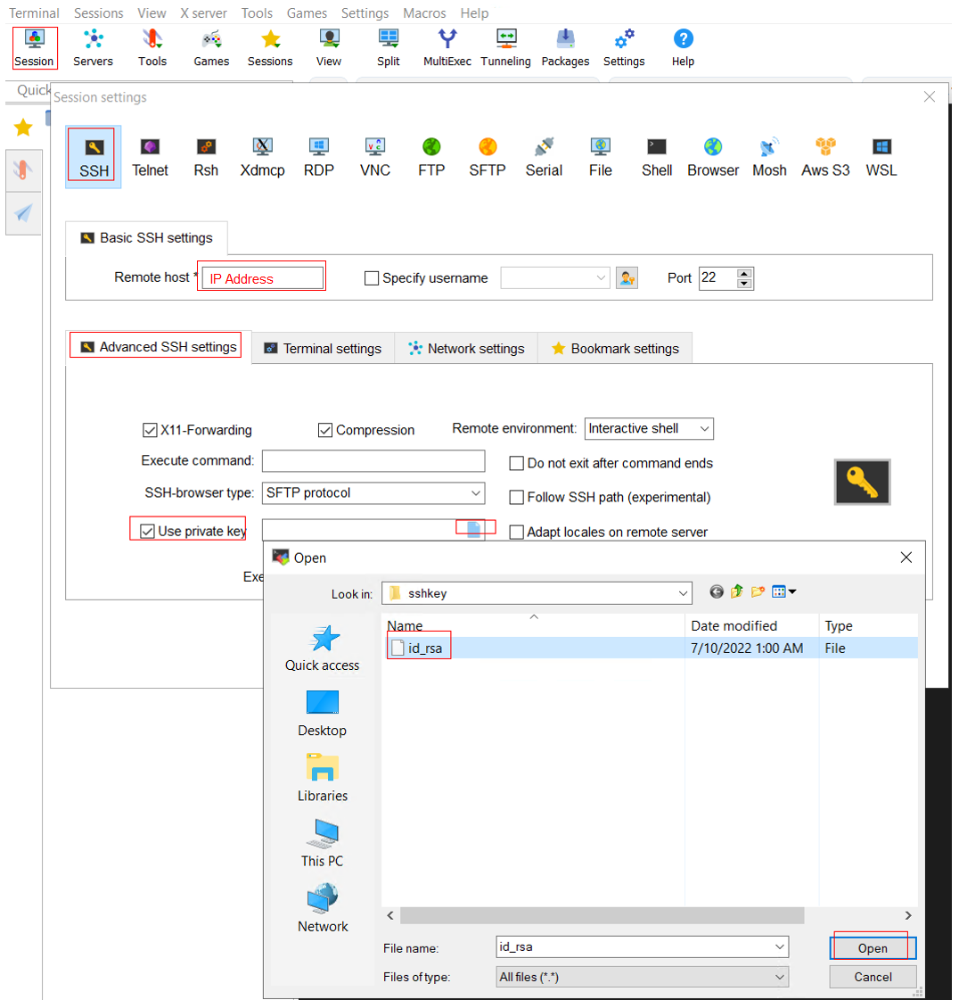 Terminal Sessions View X server Tools Games Settings Macros Help
Session Servers Tools Games Sessions View Split MultiExec Tunneling Packages Settings Help
Quick
Session settings
SSH Telnet Rsh Xdmcp RDP VNC FTP SFTP Serial File Shell Browser Mosh Aws S3 WSL
Basic SSH settings
Remote host * IP Address Specify username Port 22
Advanced SSH settings Terminal settings Network settings Bookmark settings
X11-Forwarding Compression Remote environment: Interactive shell
Execute command: Do not exit after command ends
SSH-browser type: SFTP protocol Follow SSH path (experimental)
Use private key Adapt locales on remote server
Exe
Open
Look in: sshkey
Name Date modified Type
id_rsa 7/10/2022 1:00 AM File
Quick access
Desktop
Libraries
This PC
Network
File name: id_rsa Open
Files of type: All files (*.*) Cancel